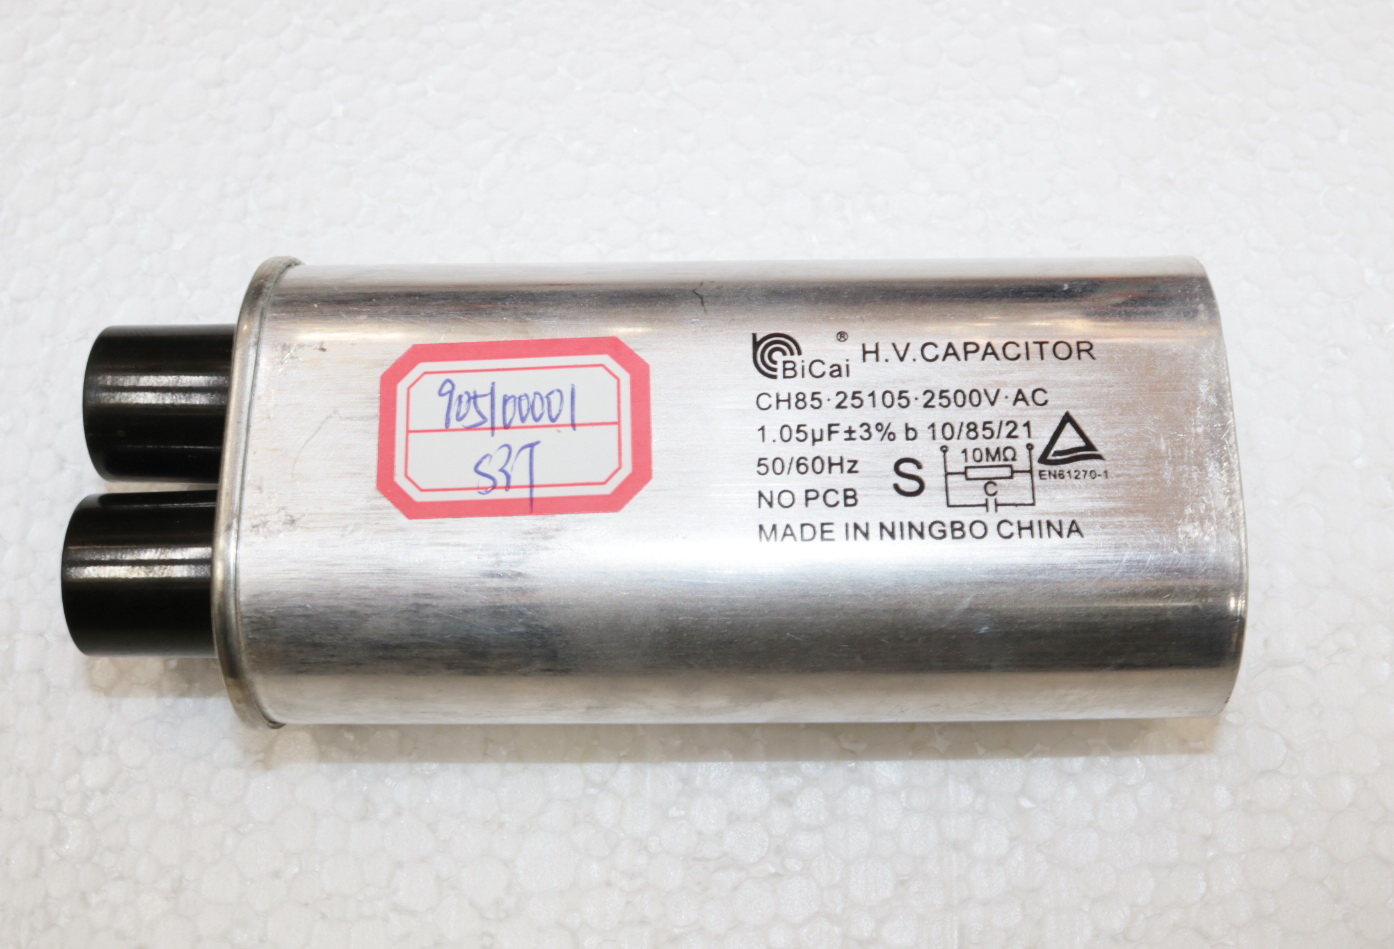 905100001
S3T
BiCai ® H.V.CAPACITOR
CH85·25105·2500V·AC
1.05μF±3% b 10/85/21
50/60Hz S 10MΩ EN61270-1
NO PCB C
MADE IN NINGBO CHINA